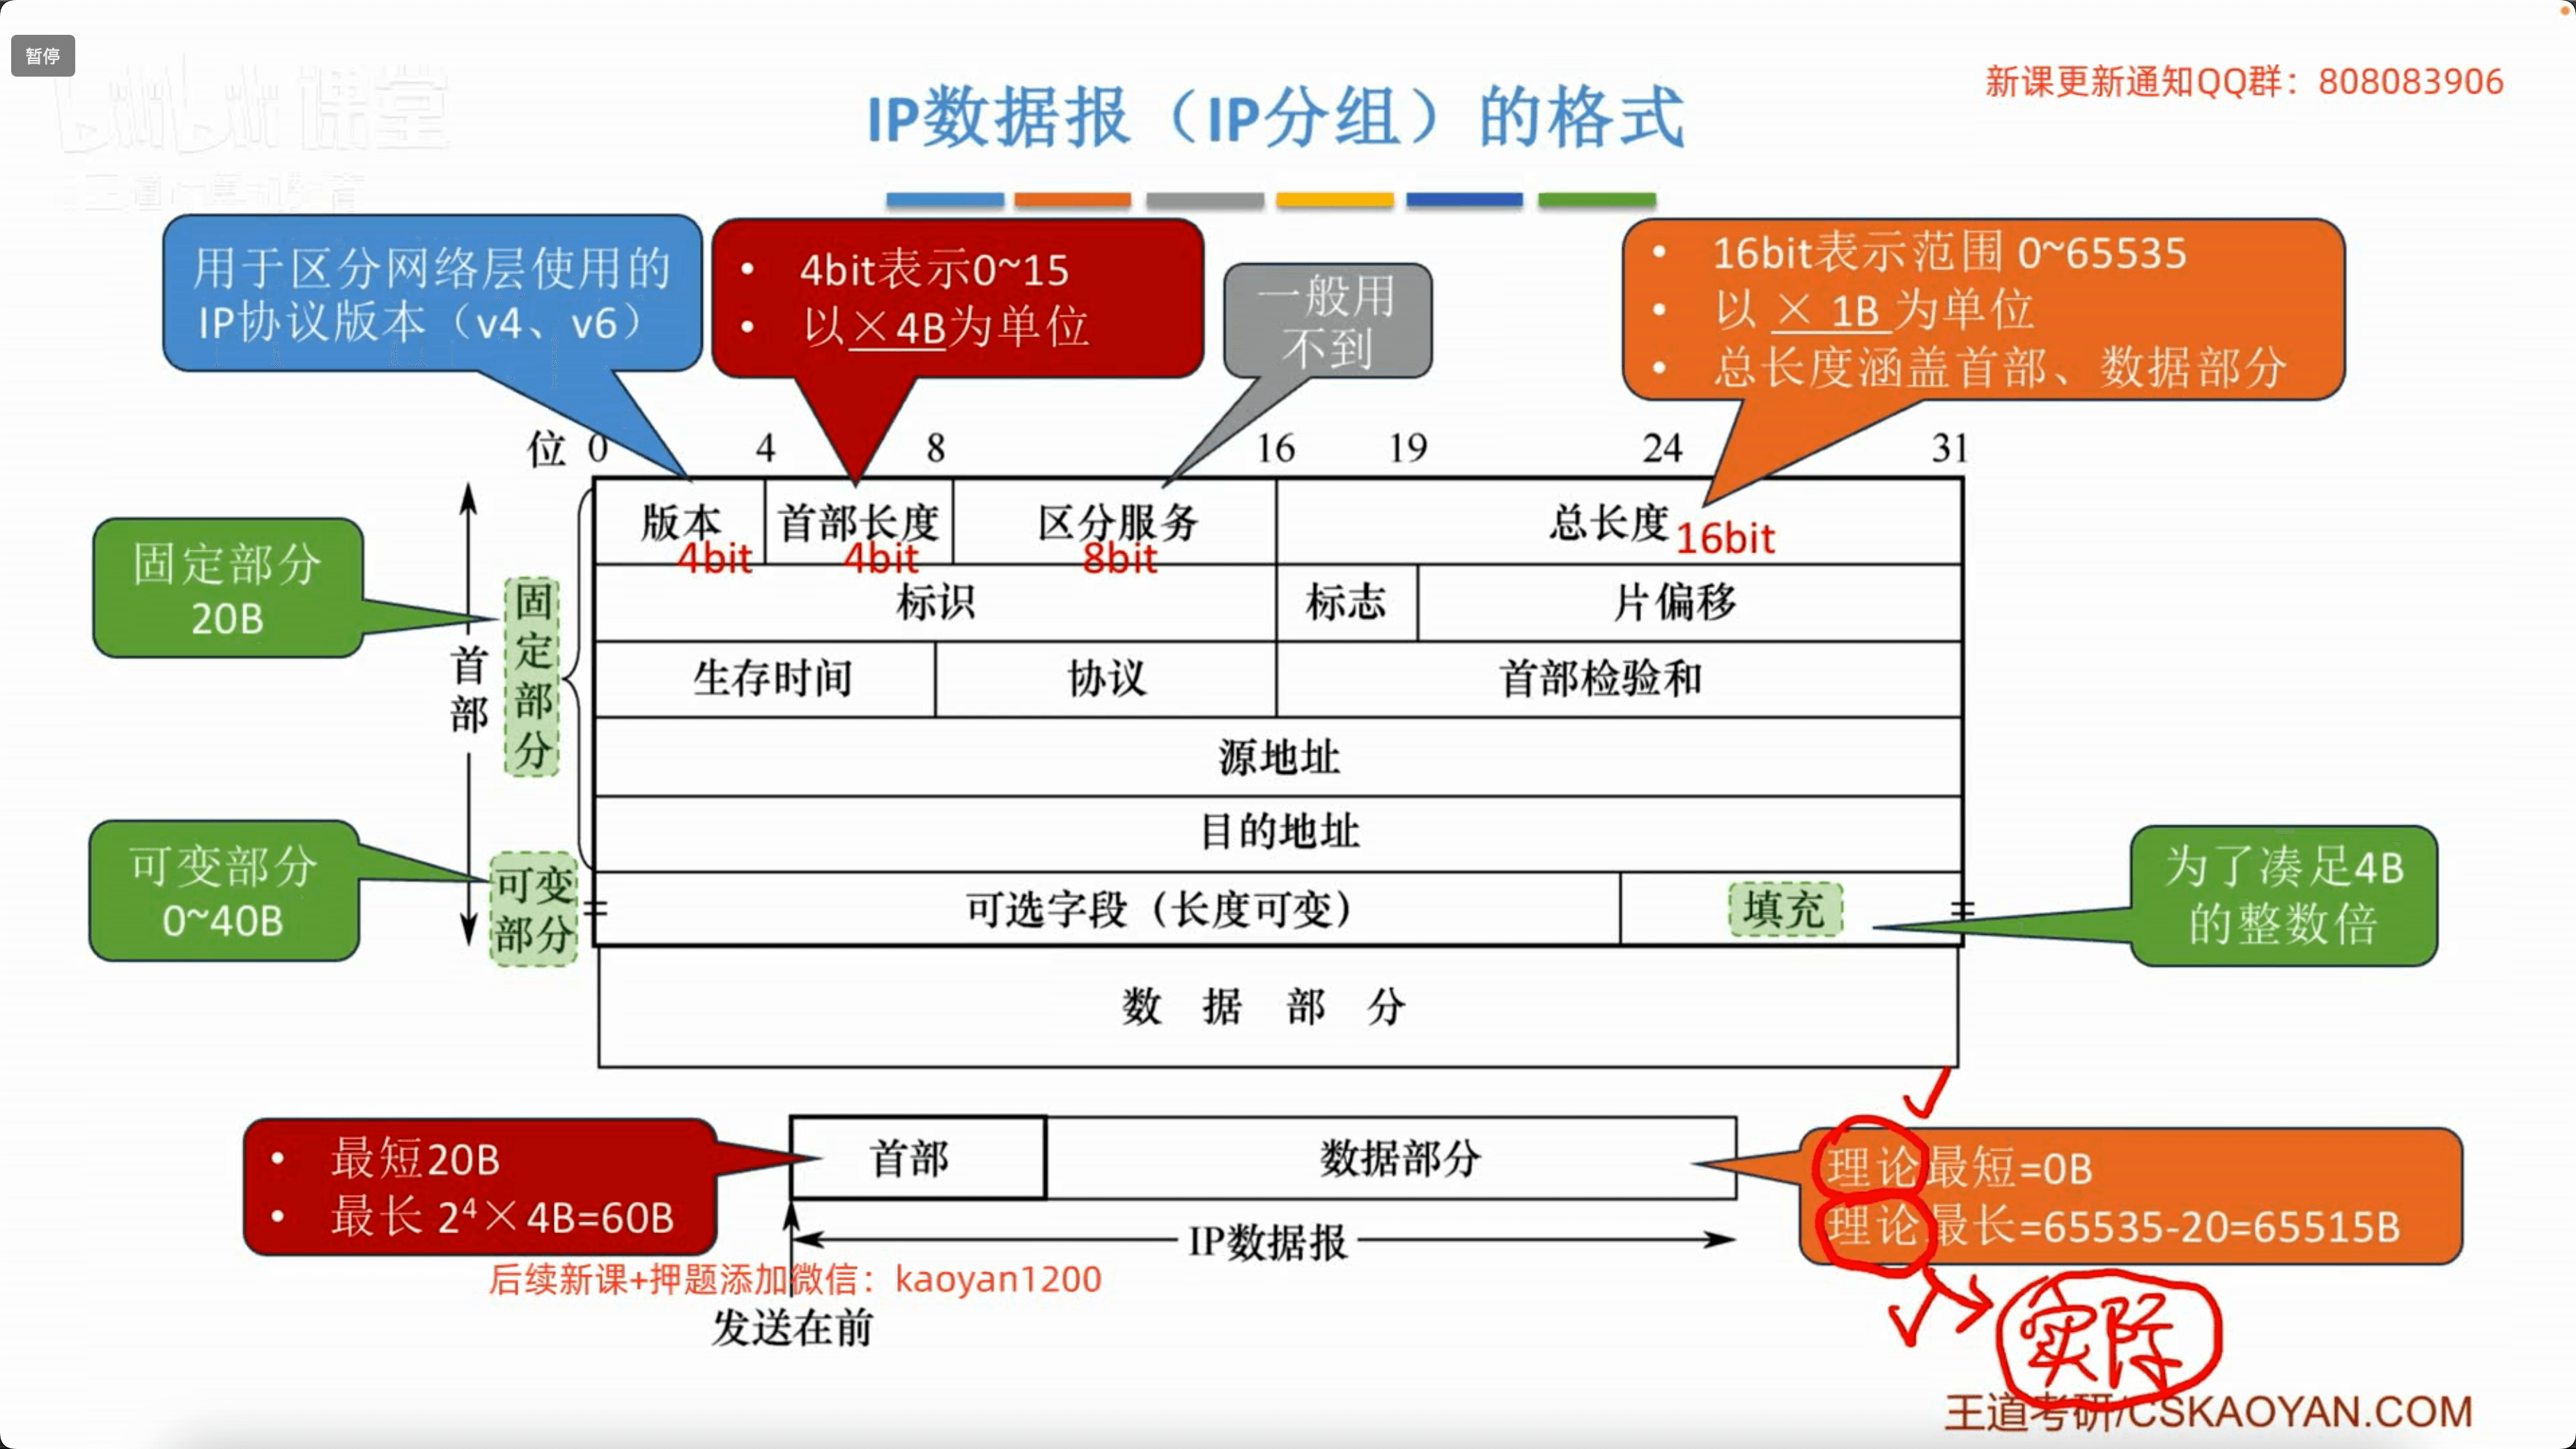 暂停
bilibili 课堂
IP数据报（IP分组）的格式
新课更新通知QQ群：808083906
用于区分网络层使用的
IP协议版本（v4、v6）
• 4bit表示0~15
• 以×4B为单位
一般用
不到
• 16bit表示范围 0~65535
• 以 × 1B 为单位
• 总长度涵盖首部、数据部分
位 0 4 8 16 19 24 31
版本 4bit 首部长度 4bit 区分服务 8bit 总长度 16bit
固定部分
20B
标识 标志 片偏移
首部
固定部分
生存时间 协议 首部检验和
源地址
目的地址
可变部分
0~40B
可变
部分
可选字段（长度可变） 填充
为了凑足4B
的整数倍
数 据 部 分
• 最短20B
• 最长 2⁴×4B=60B
首部 数据部分
理论最短=0B
理论最长=65535-20=65515B
IP数据报
后续新课+押题添加微信：kaoyan1200
发送在前
实际
王道考研/CSKAOYAN.COM